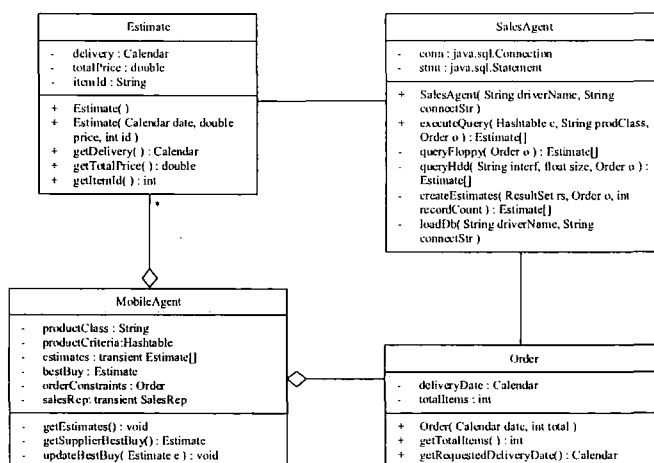 Estimate
- delivery : Calendar
- totalPrice : double
- itemId : String
+ Estimate( )
+ Estimate( Calendar date, double
price, int id )
+ getDelivery( ) : Calendar
+ getTotalPrice( ) : double
+ getItemId( ) : int
SalesAgent
- conn : java.sql.Connection
- stmt : java.sql.Statement
+ SalesAgent( String driverName, String
connectStr )
+ executeQuery( Hashtable c, String prodClass,
Order o ) : Estimate[]
- queryFloppy( Order o ) : Estimate[]
- queryHdd( String interf, float size, Order o ) :
Estimate[]
- createEstimates( ResultSet rs, Order o, int
recordCount ) : Estimate[]
- loadDb( String driverName, String
connectStr )
*
MobileAgent
- productClass : String
- productCriteria:Hashtable
- estimates : transient Estimate[]
- bestBuy : Estimate
- orderConstraints : Order
- salesRep: transient SalesRep
- getEstimates() : void
- getSupplierBestBuy() : Estimate
- updateBestBuy( Estimate e ) : void
Order
- deliveryDate : Calendar
- totalItems : int
+ Order( Calendar date, int total )
+ getTotalItems( ) : int
+ getRequestedDeliveryDate() : Calendar